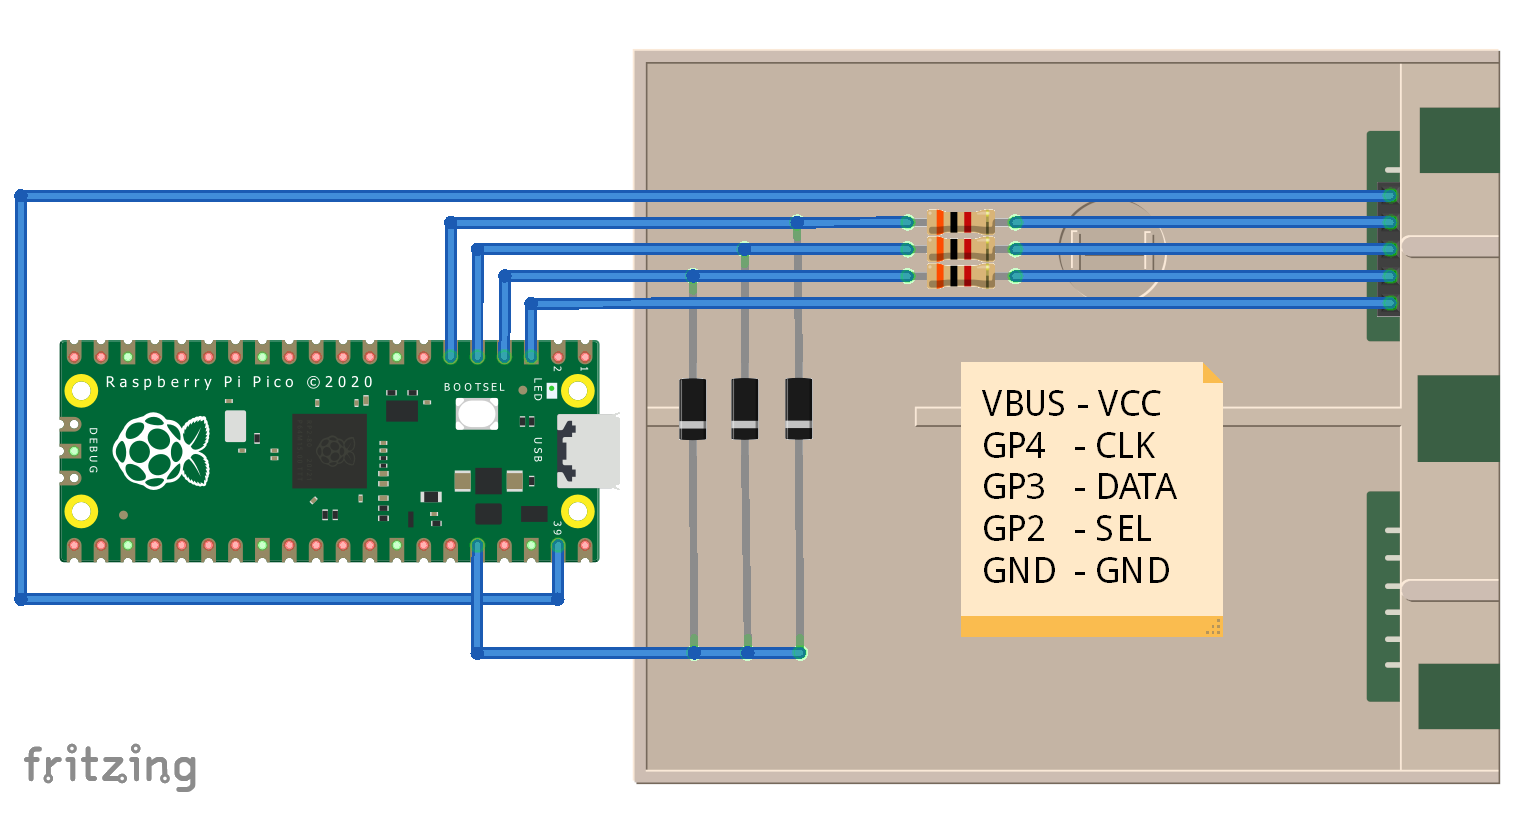 Raspberry Pi Pico ©2020
BOOTSEL
LED
2
1
DEBUG
USB
39
VBUS - VCC
GP4 - CLK
GP3 - DATA
GP2 - SEL
GND - GND
fritzing